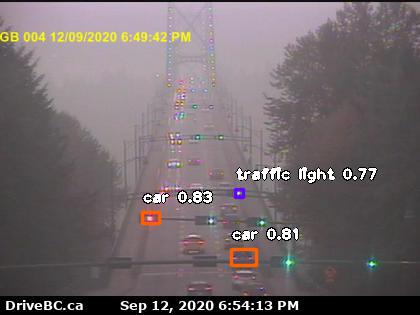 GB 004 12/09/2020 6:49:42 PM
traffic light 0.77
car 0.83
car 0.81
DriveBC.ca Sep 12, 2020 6:54:13 PM